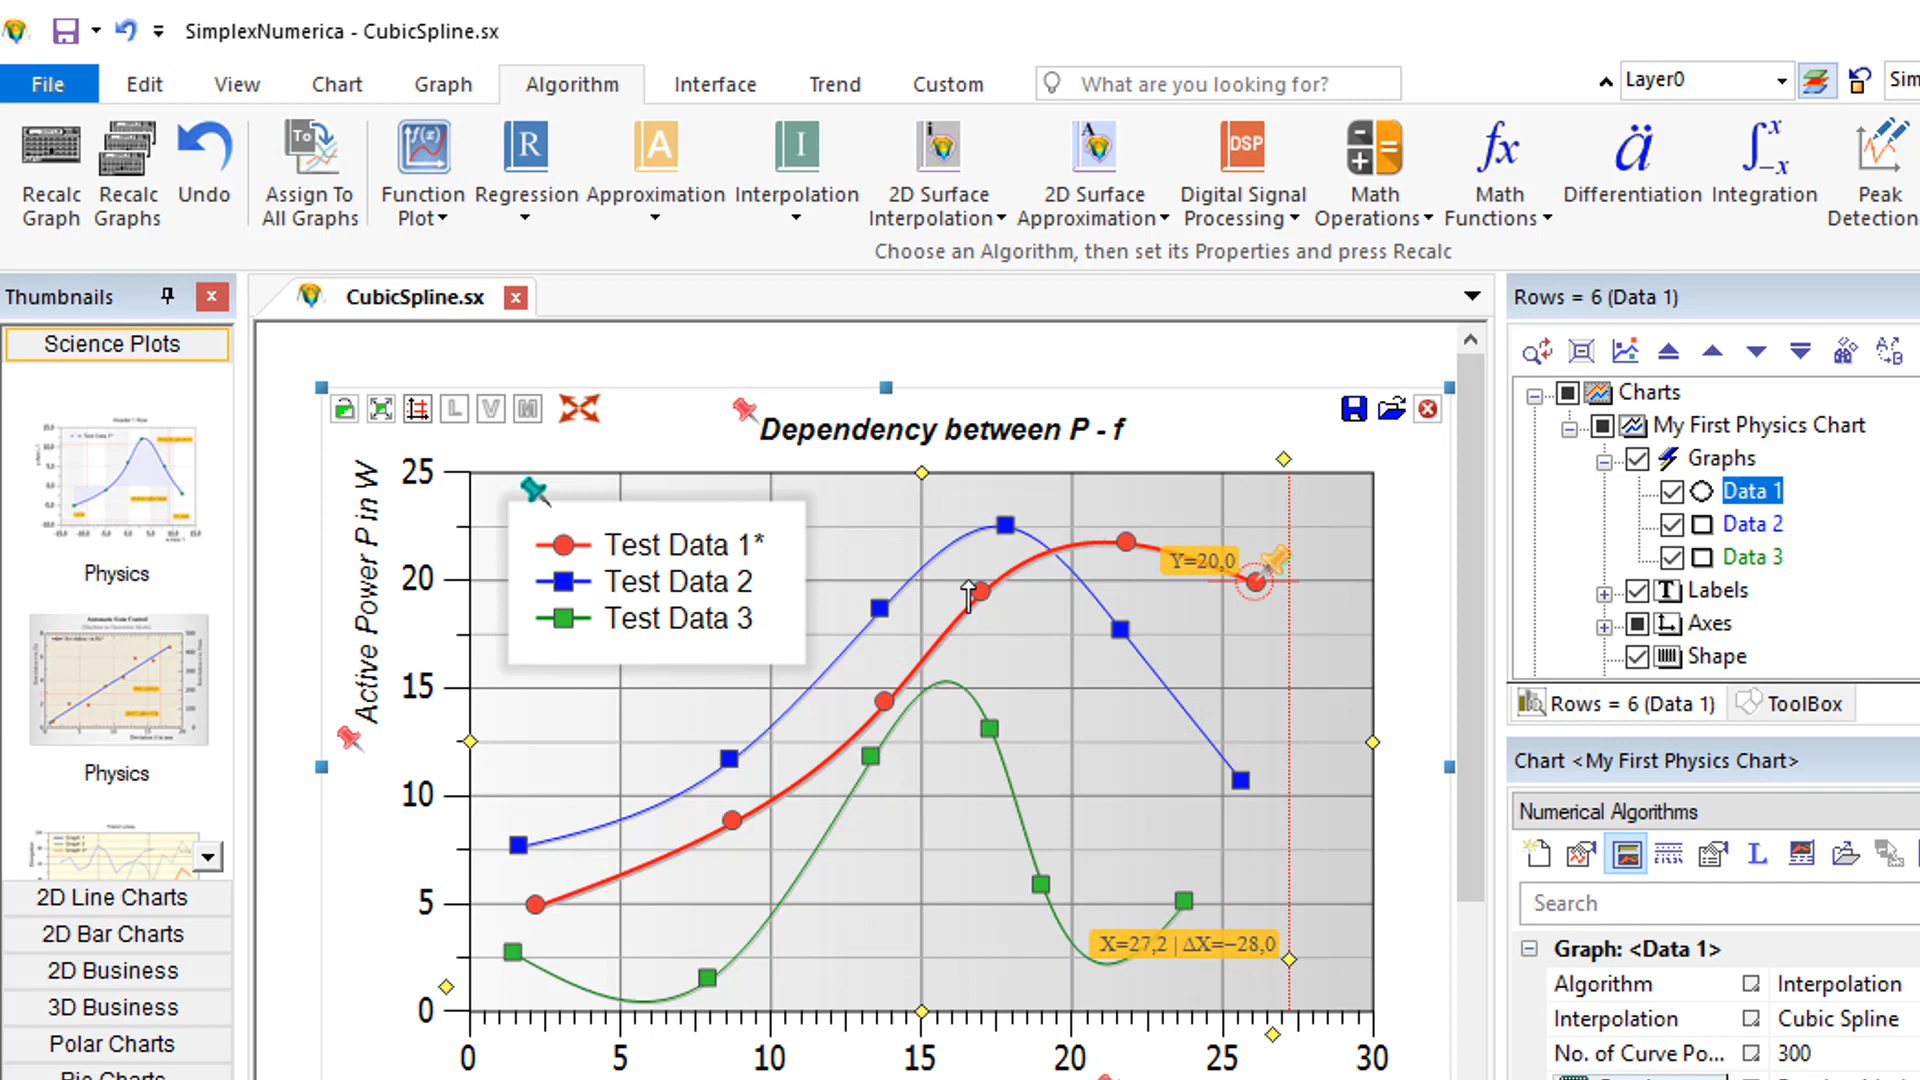 SimplexNumerica - CubicSpline.sx
File Edit View Chart Graph Algorithm Interface Trend Custom What are you looking for? Layer0 Sim
Recalc Graph
Recalc Graphs
Undo
To
Assign To All Graphs
f(x)
Function Plot
R
Regression
A
Approximation
I
Interpolation
i
2D Surface Interpolation
A
2D Surface Approximation
DSP
Digital Signal Processing
Math Operations
fx
Math Functions
ä
Differentiation
∫ x -x
Integration
Peak Detection
Choose an Algorithm, then set its Properties and press Recalc
Thumbnails
Science Plots
Physics
Physics
2D Line Charts
2D Bar Charts
2D Business
3D Business
Polar Charts
Pie Charts
CubicSpline.sx
L V M
Dependency between P - f
Active Power P in W
25
20
15
10
5
0
Test Data 1*
Test Data 2
Test Data 3
Y=20,0
X=27,2 | ΔX=−28,0
0 5 10 15 20 25 30
Rows = 6 (Data 1)
Charts
My First Physics Chart
Graphs
Data 1
Data 2
Data 3
Labels
Axes
Shape
Rows = 6 (Data 1) ToolBox
Chart <My First Physics Chart>
Numerical Algorithms
L
Search
Graph: <Data 1>
Algorithm Interpolation
Interpolation Cubic Spline
No. of Curve Po... 300